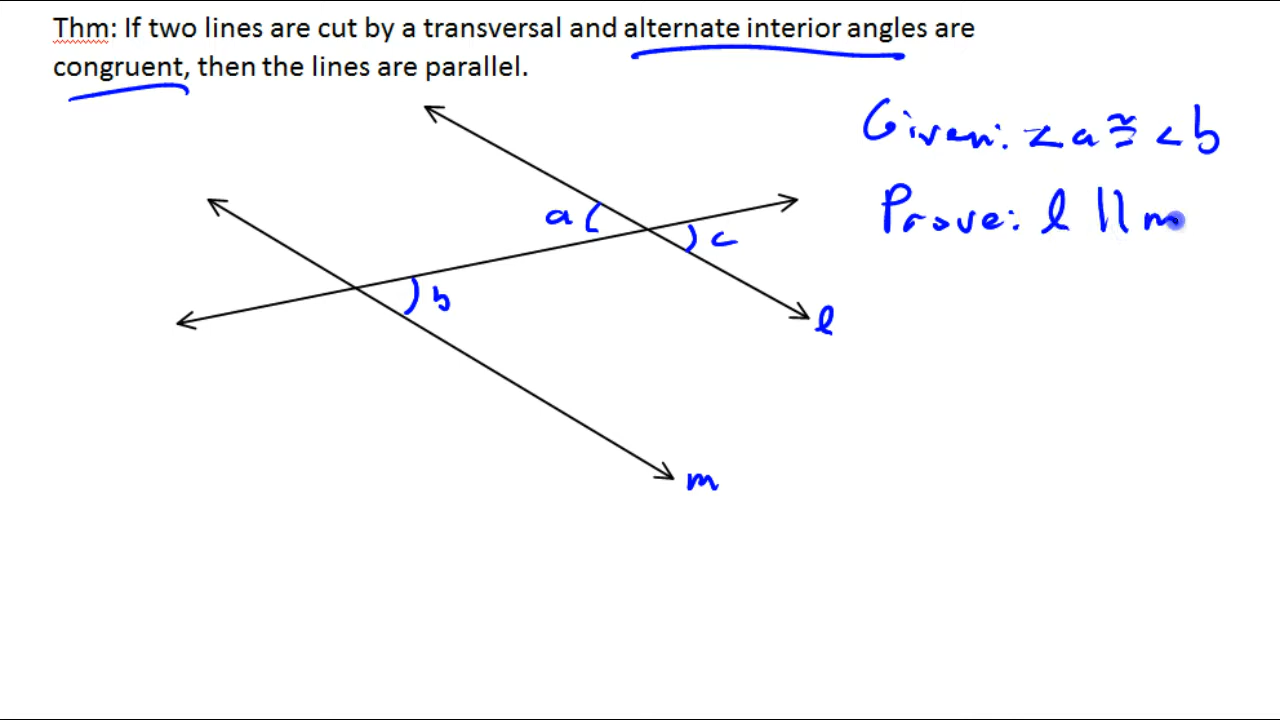 Thm: If two lines are cut by a transversal and alternate interior angles are
congruent, then the lines are parallel.
Given: <a ≅ <b
Prove: l || m
a
c
b
l
m